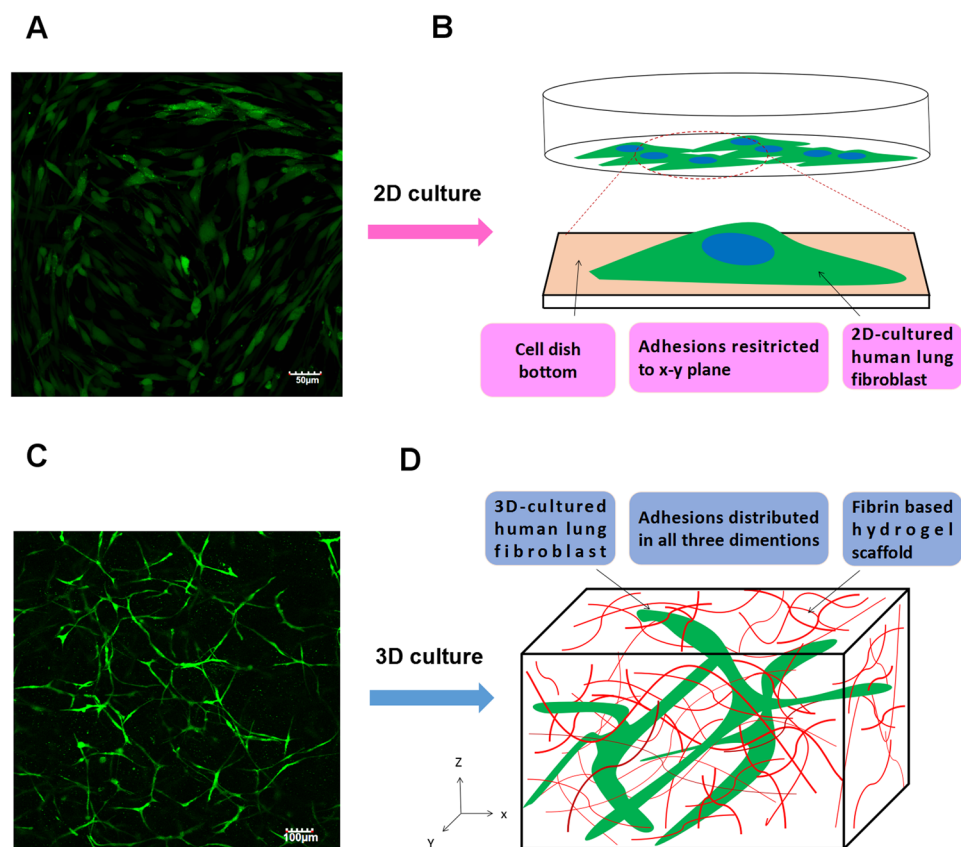 A
B
2D culture
50μm
Cell dish
bottom
Adhesions resitricted
to x-y plane
2D-cultured
human lung
fibroblast
C
D
3D-cultured
human lung
fibroblast
Adhesions distributed
in all three dimentions
Fibrin based
hydrogel
scaffold
3D culture
Z
x
Y
100μm